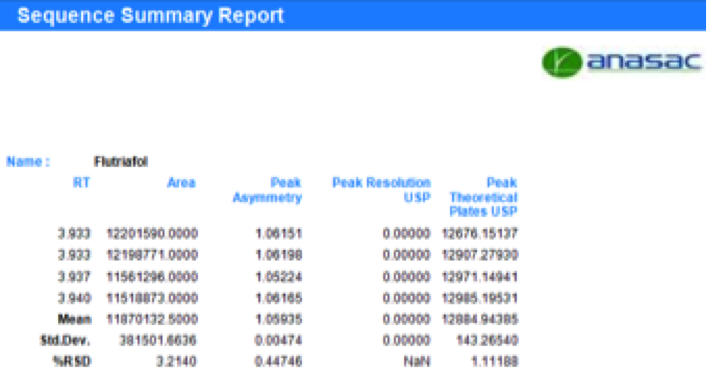 Sequence Summary Report
anasac
Name : Flutriafol
RT Area Peak Asymmetry Peak Resolution USP Peak Theoretical Plates USP
3.933 12201590.0000 1.06151 0.00000 12676.15137
3.933 12198771.0000 1.06198 0.00000 12907.27930
3.937 11561296.0000 1.05224 0.00000 12971.14941
3.940 11518873.0000 1.06165 0.00000 12985.19531
Mean 11870132.5000 1.05935 0.00000 12884.94385
Std.Dev. 381501.6636 0.00474 0.00000 143.26540
%RSD 3.2140 0.44746 NaN 1.11188